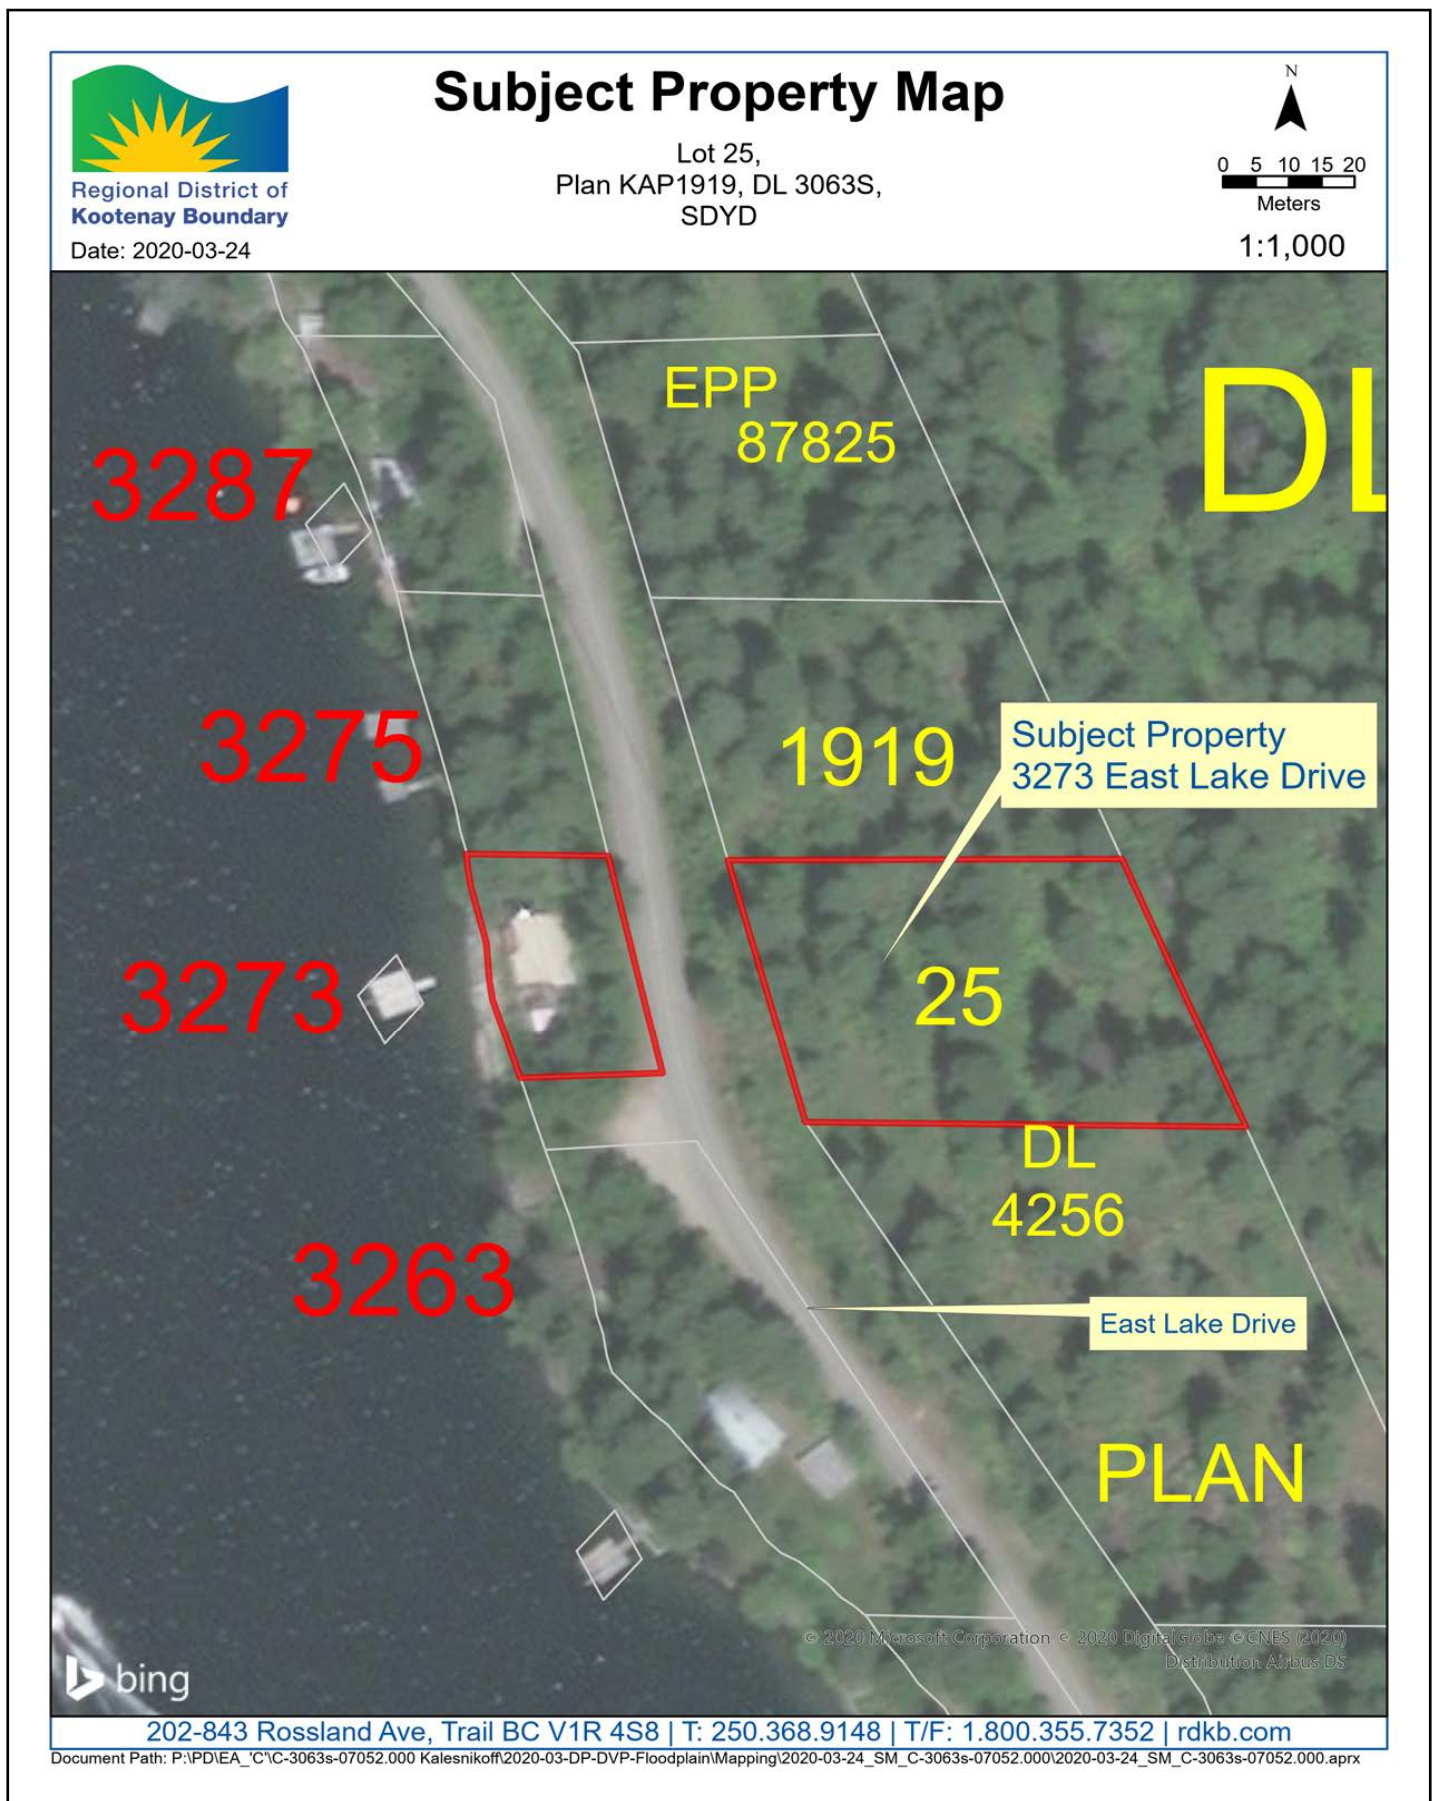 Subject Property Map
Lot 25,
Plan KAP1919, DL 3063S,
SDYD
Regional District of
Kootenay Boundary
Date: 2020-03-24
N
0 5 10 15 20
Meters
1:1,000
EPP
87825
DL
3287
3275
1919
Subject Property
3273 East Lake Drive
3273
25
DL
4256
3263
East Lake Drive
PLAN
© 2020 Microsoft Corporation © 2020 DigitalGlobe © CNES (2020)
Distribution Airbus DS
bing
202-843 Rossland Ave, Trail BC V1R 4S8 | T: 250.368.9148 | T/F: 1.800.355.7352 | rdkb.com
Document Path: P:\PD\EA_'C'\C-3063s-07052.000 Kalesnikoff\2020-03-DP-DVP-Floodplain\Mapping\2020-03-24_SM_C-3063s-07052.000\2020-03-24_SM_C-3063s-07052.000.aprx